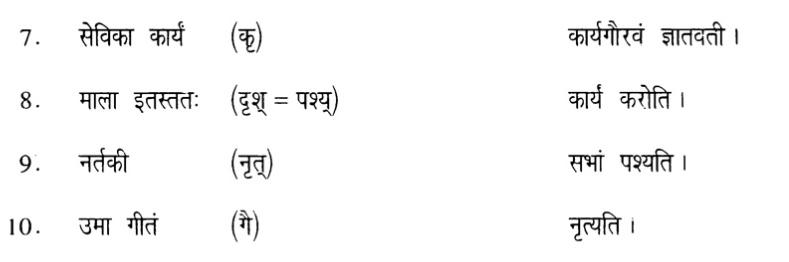 7. सेविका कार्यं (कृ) कार्यगौरवं ज्ञातवती ।
8. माला इतस्ततः (दृश् = पश्य्) कार्यं करोति ।
9. नर्तकी (नृत्) सभां पश्यति ।
10. उमा गीतं (गै) नृत्यति ।